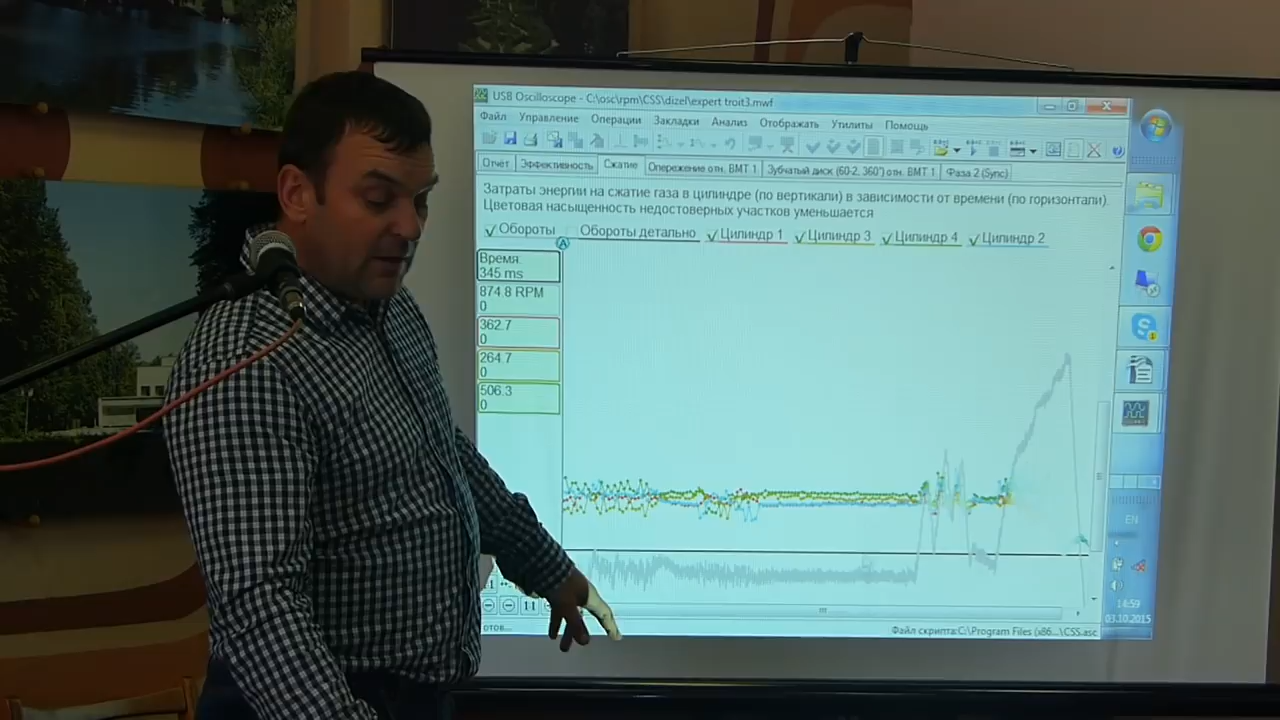 USB Oscilloscope - C:\osc\rpm\CSS\dizel\expert troit3.mwf
Файл Управление Операции Закладки Анализ Отображать Утилиты Помощь
Отчёт Эффективность Сжатие Опережение отн. ВМТ 1 Зубчатый диск (60-2, 360°) отн. ВМТ 1 Фаза 2 (Sync)
Затраты энергии на сжатие газа в цилиндре (по вертикали) в зависимости от времени (по горизонтали).
Цветовая насыщенность недостоверных участков уменьшается
Обороты Обороты детально Цилиндр 1 Цилиндр 3 Цилиндр 4 Цилиндр 2
A
Время:
345 ms
874.8 RPM
0
362.7
0
264.7
0
506.3
0
EN
1:1
14:59
03.10.2015
Файл скрипта:C:\Program Files (x86...\CSS.asc